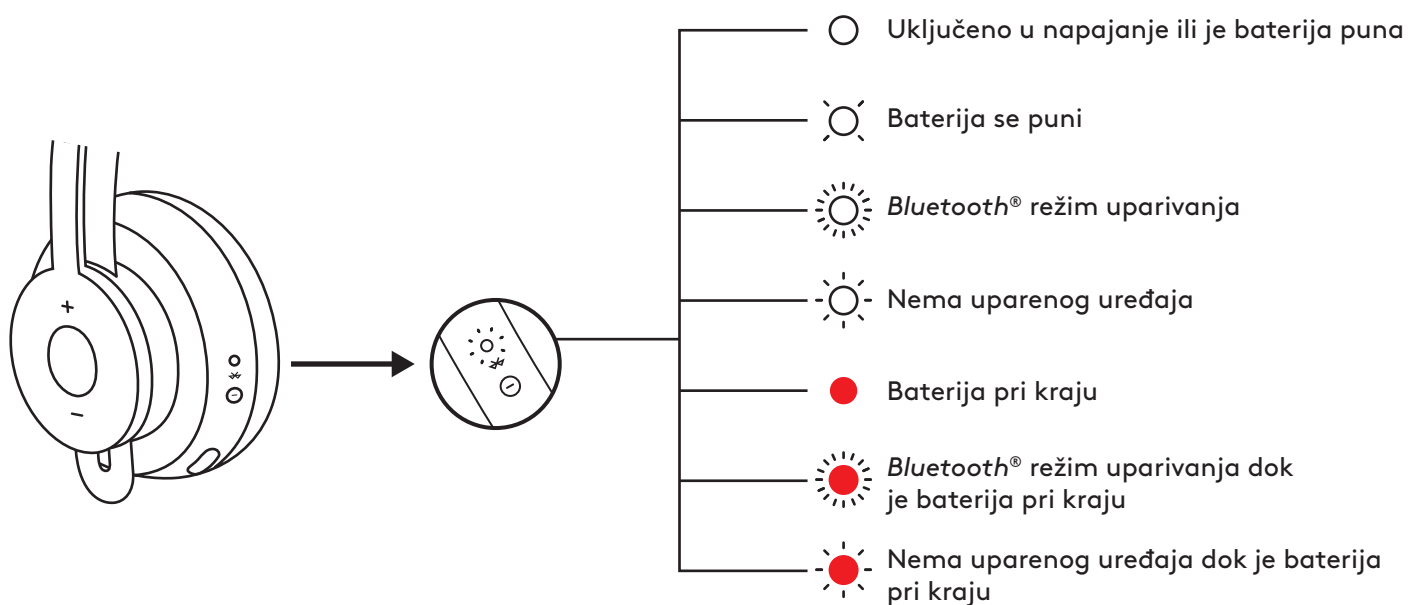 Uključeno u napajanje ili je baterija puna
Baterija se puni
Bluetooth® režim uparivanja
Nema uparenog uređaja
Baterija pri kraju
Bluetooth® režim uparivanja dok
je baterija pri kraju
Nema uparenog uređaja dok je baterija
pri kraju